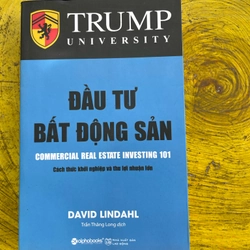 TRUMP
UNIVERSITY
ĐẦU TƯ
BẤT ĐỘNG SẢN
COMMERCIAL REAL ESTATE INVESTING 101
Cách thức khởi nghiệp và thu lợi nhuận lớn
DAVID LINDAHL
Trần Thăng Long dịch
alphabooks